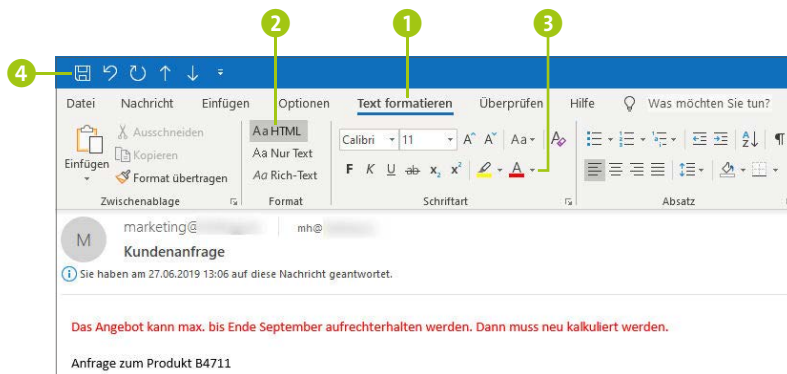 2 1 3
4
Datei Nachricht Einfügen Optionen Text formatieren Überprüfen Hilfe Was möchten Sie tun?
Einfügen
Ausschneiden
Kopieren
Format übertragen
Zwischenablage
Aa HTML
Aa Nur Text
Aa Rich-Text
Format
Calibri 11 A A Aa A
F K U ab x₂ x² A
Schriftart
A Z ¶
Absatz
M
marketing@ mh@
Kundenanfrage
i Sie haben am 27.06.2019 13:06 auf diese Nachricht geantwortet.
Das Angebot kann max. bis Ende September aufrechterhalten werden. Dann muss neu kalkuliert werden.
Anfrage zum Produkt B4711